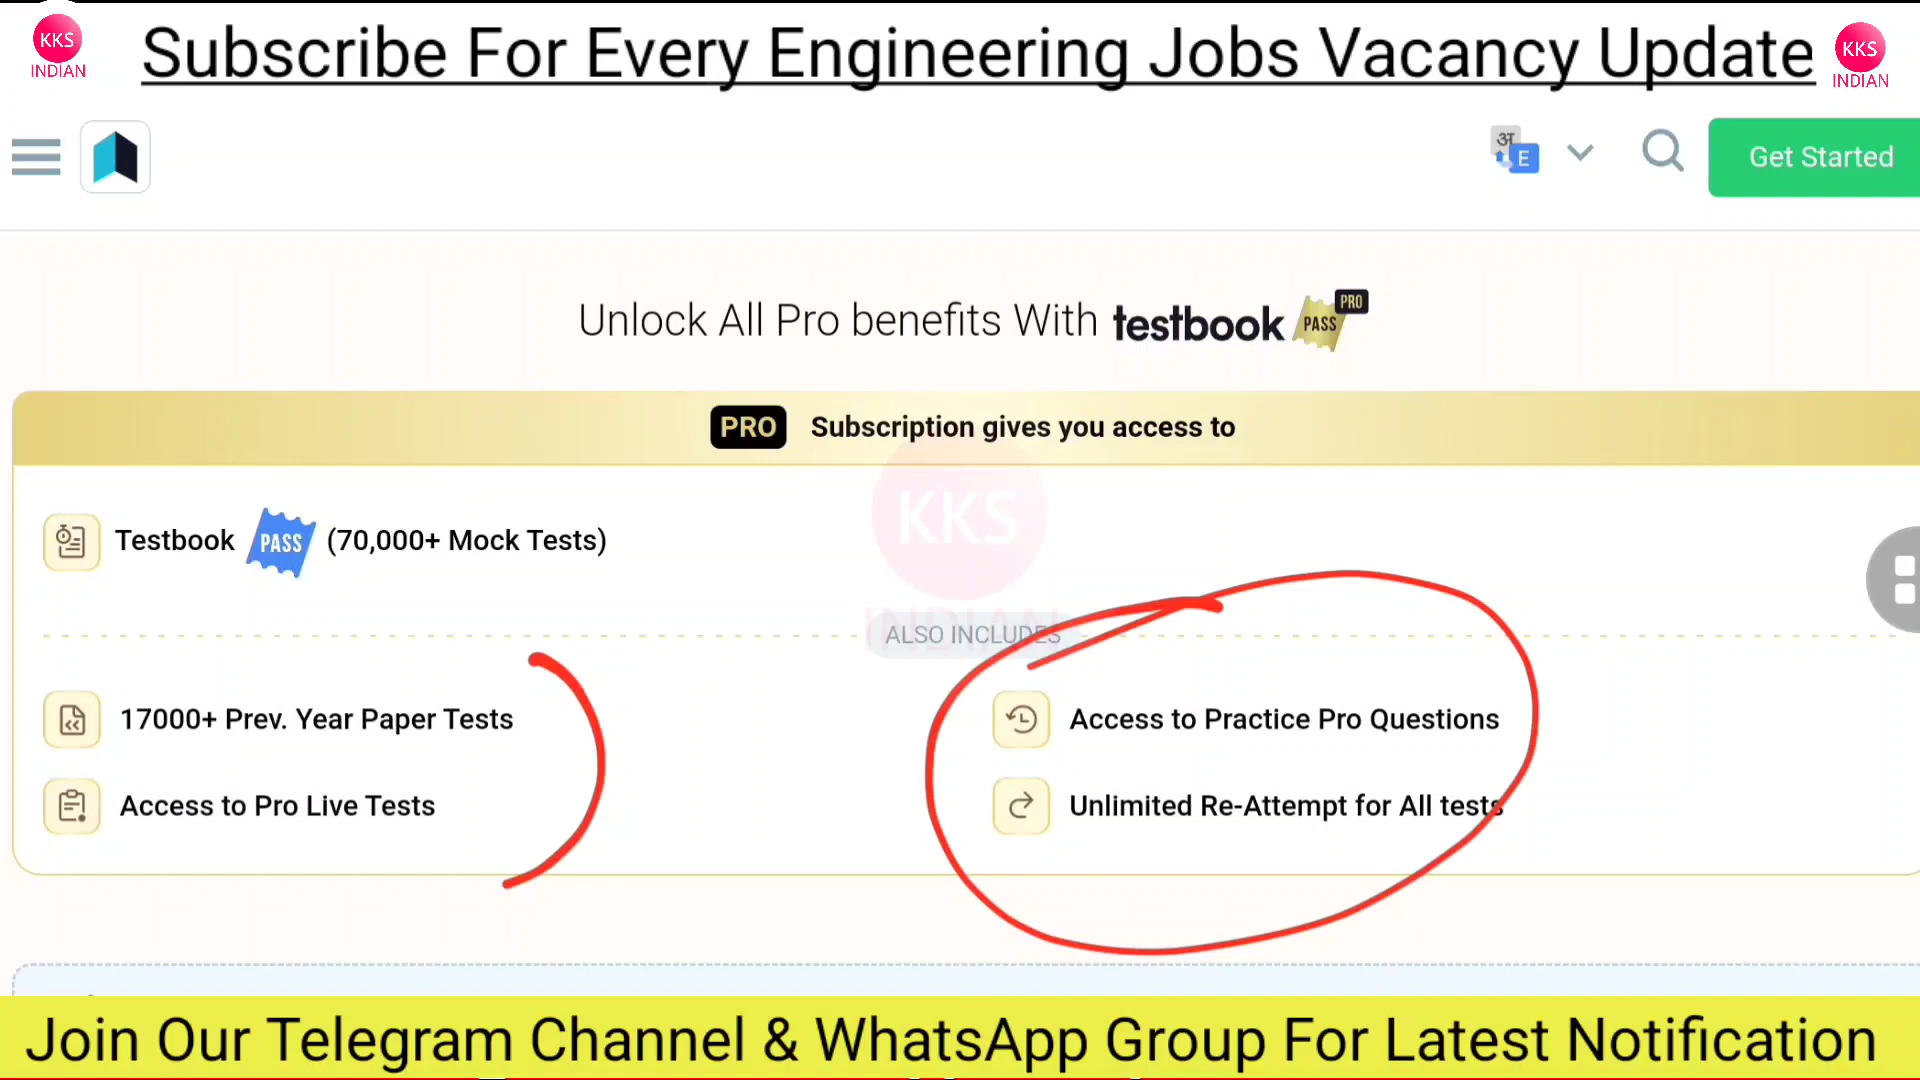 KKS
INDIAN
Subscribe For Every Engineering Jobs Vacancy Update
KKS
INDIAN
अ
E
Get Started
Unlock All Pro benefits With testbook PASS PRO
PRO Subscription gives you access to
Testbook PASS (70,000+ Mock Tests)
KKS
INDIAN
ALSO INCLUDES
17000+ Prev. Year Paper Tests
Access to Practice Pro Questions
Access to Pro Live Tests
Unlimited Re-Attempt for All tests
Join Our Telegram Channel & WhatsApp Group For Latest Notification